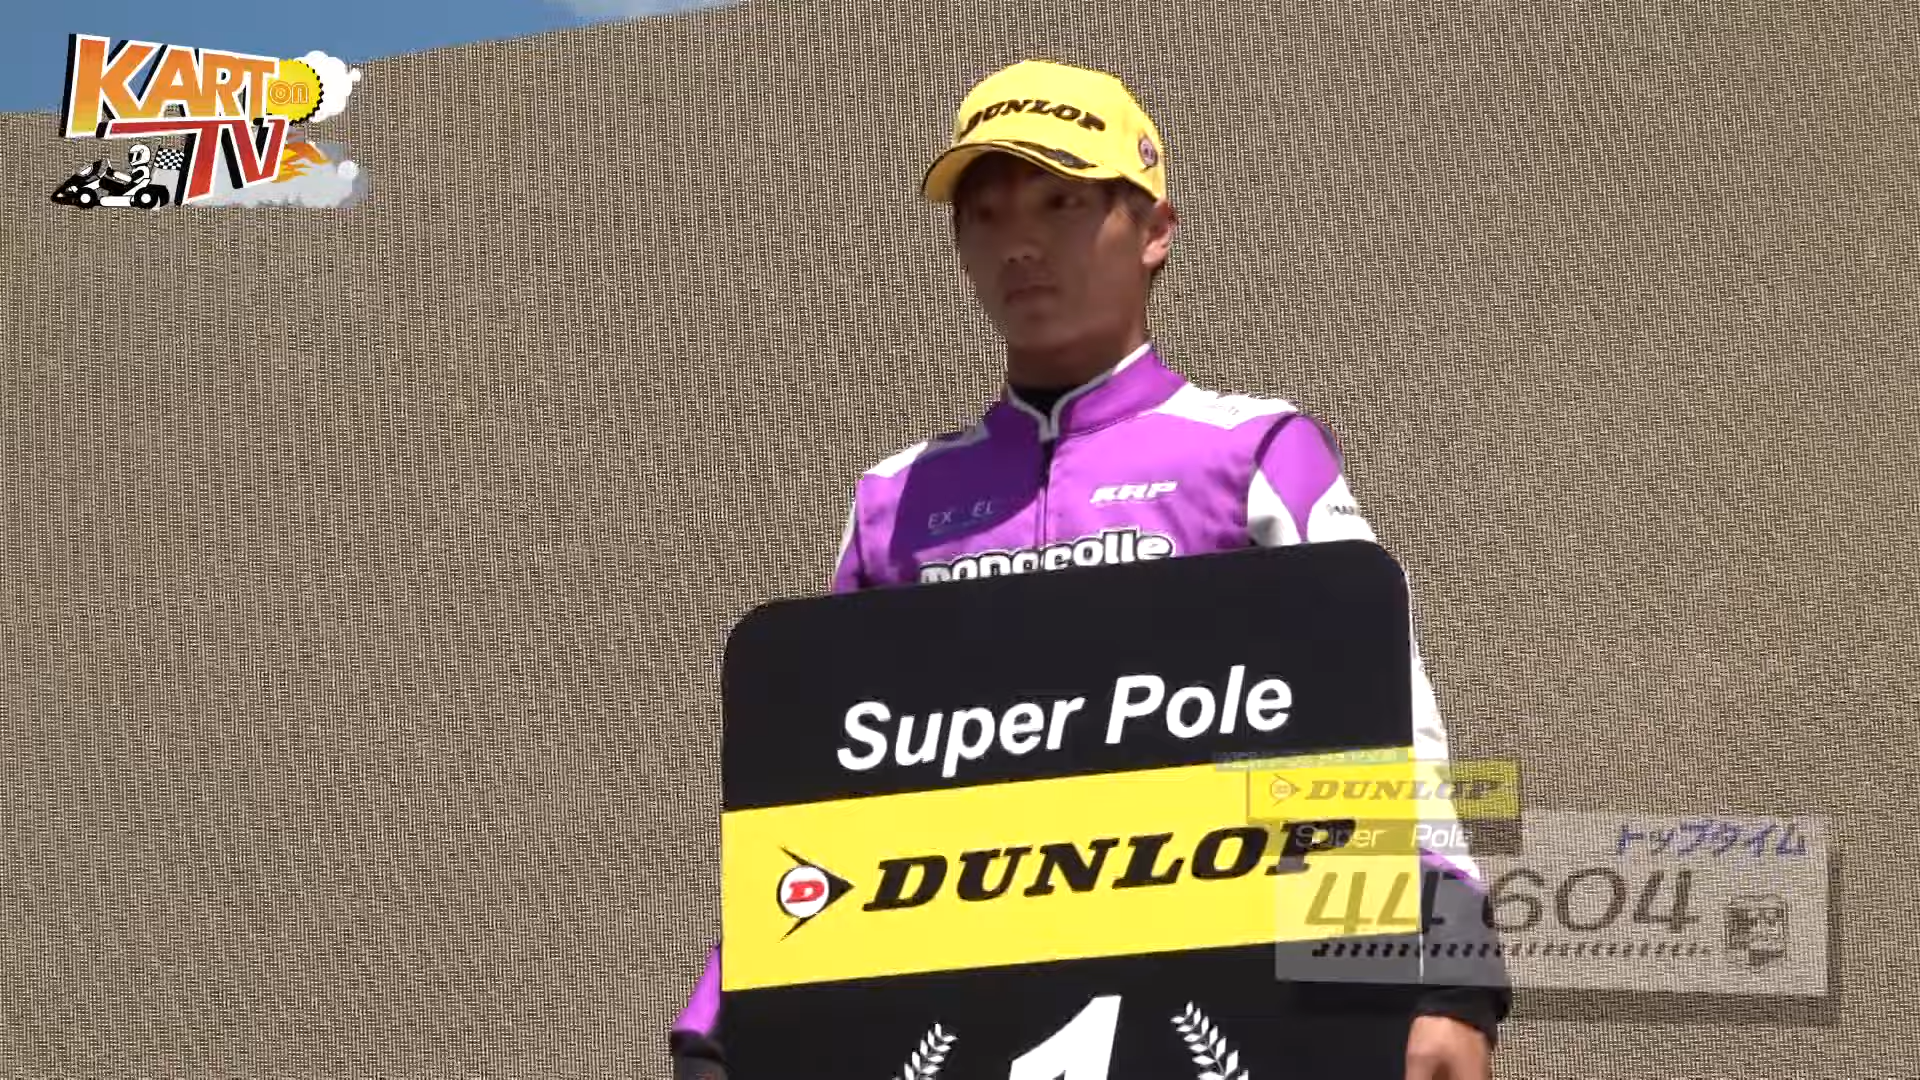 KART on
TV
DUNLOP
KRP
monocolle
Super Pole
D DUNLOP
DUNLOP
Super Pole
トップタイム
44'604
1